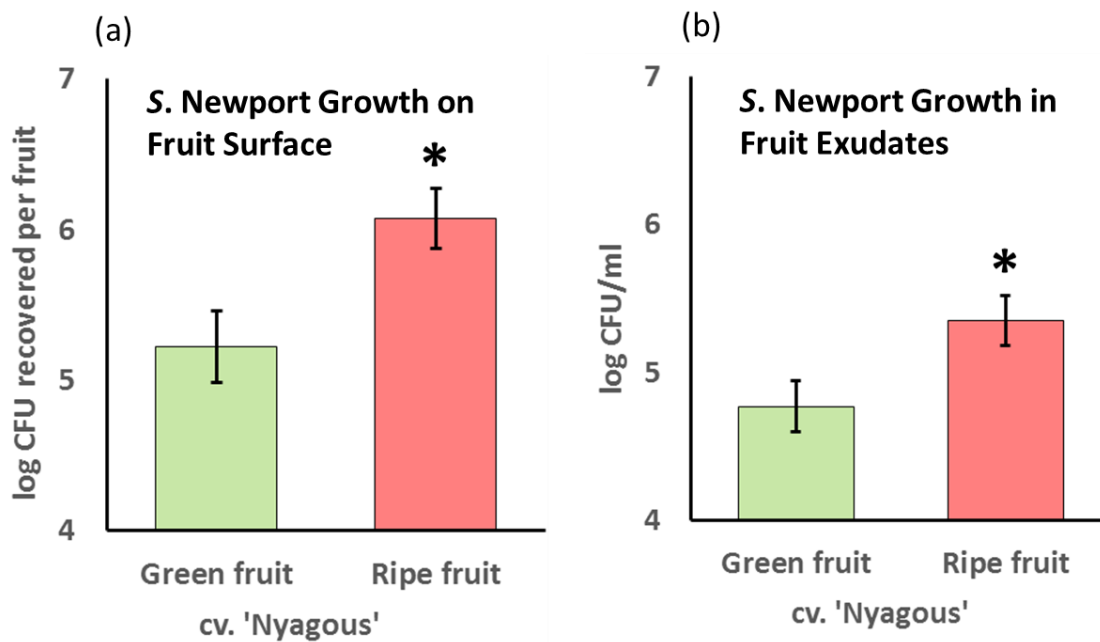 (a)
S. Newport Growth on
Fruit Surface
*
7
6
5
4
log CFU recovered per fruit
Green fruit
Ripe fruit
cv. 'Nyagous'
(b)
S. Newport Growth in
Fruit Exudates
*
7
6
5
4
log CFU/ml
Green fruit
Ripe fruit
cv. 'Nyagous'